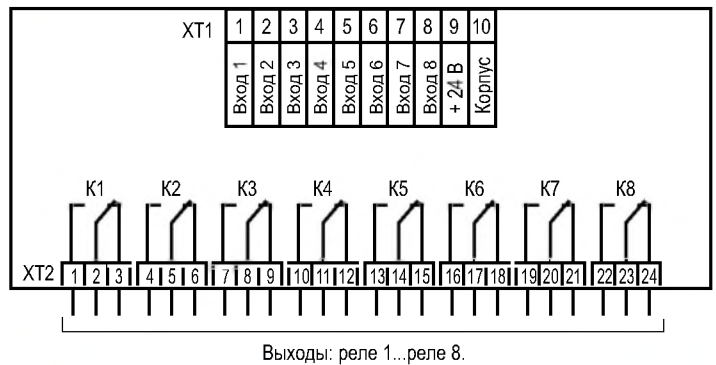 XT1 1 2 3 4 5 6 7 8 9 10
Вход 1
Вход 2
Вход 3
Вход 4
Вход 5
Вход 6
Вход 7
Вход 8
+ 24 В
Корпус
К1 К2 К3 К4 К5 К6 К7 К8
XT2 1 2 3 4 5 6 7 8 9 10 11 12 13 14 15 16 17 18 19 20 21 22 23 24
Выходы: реле 1...реле 8.